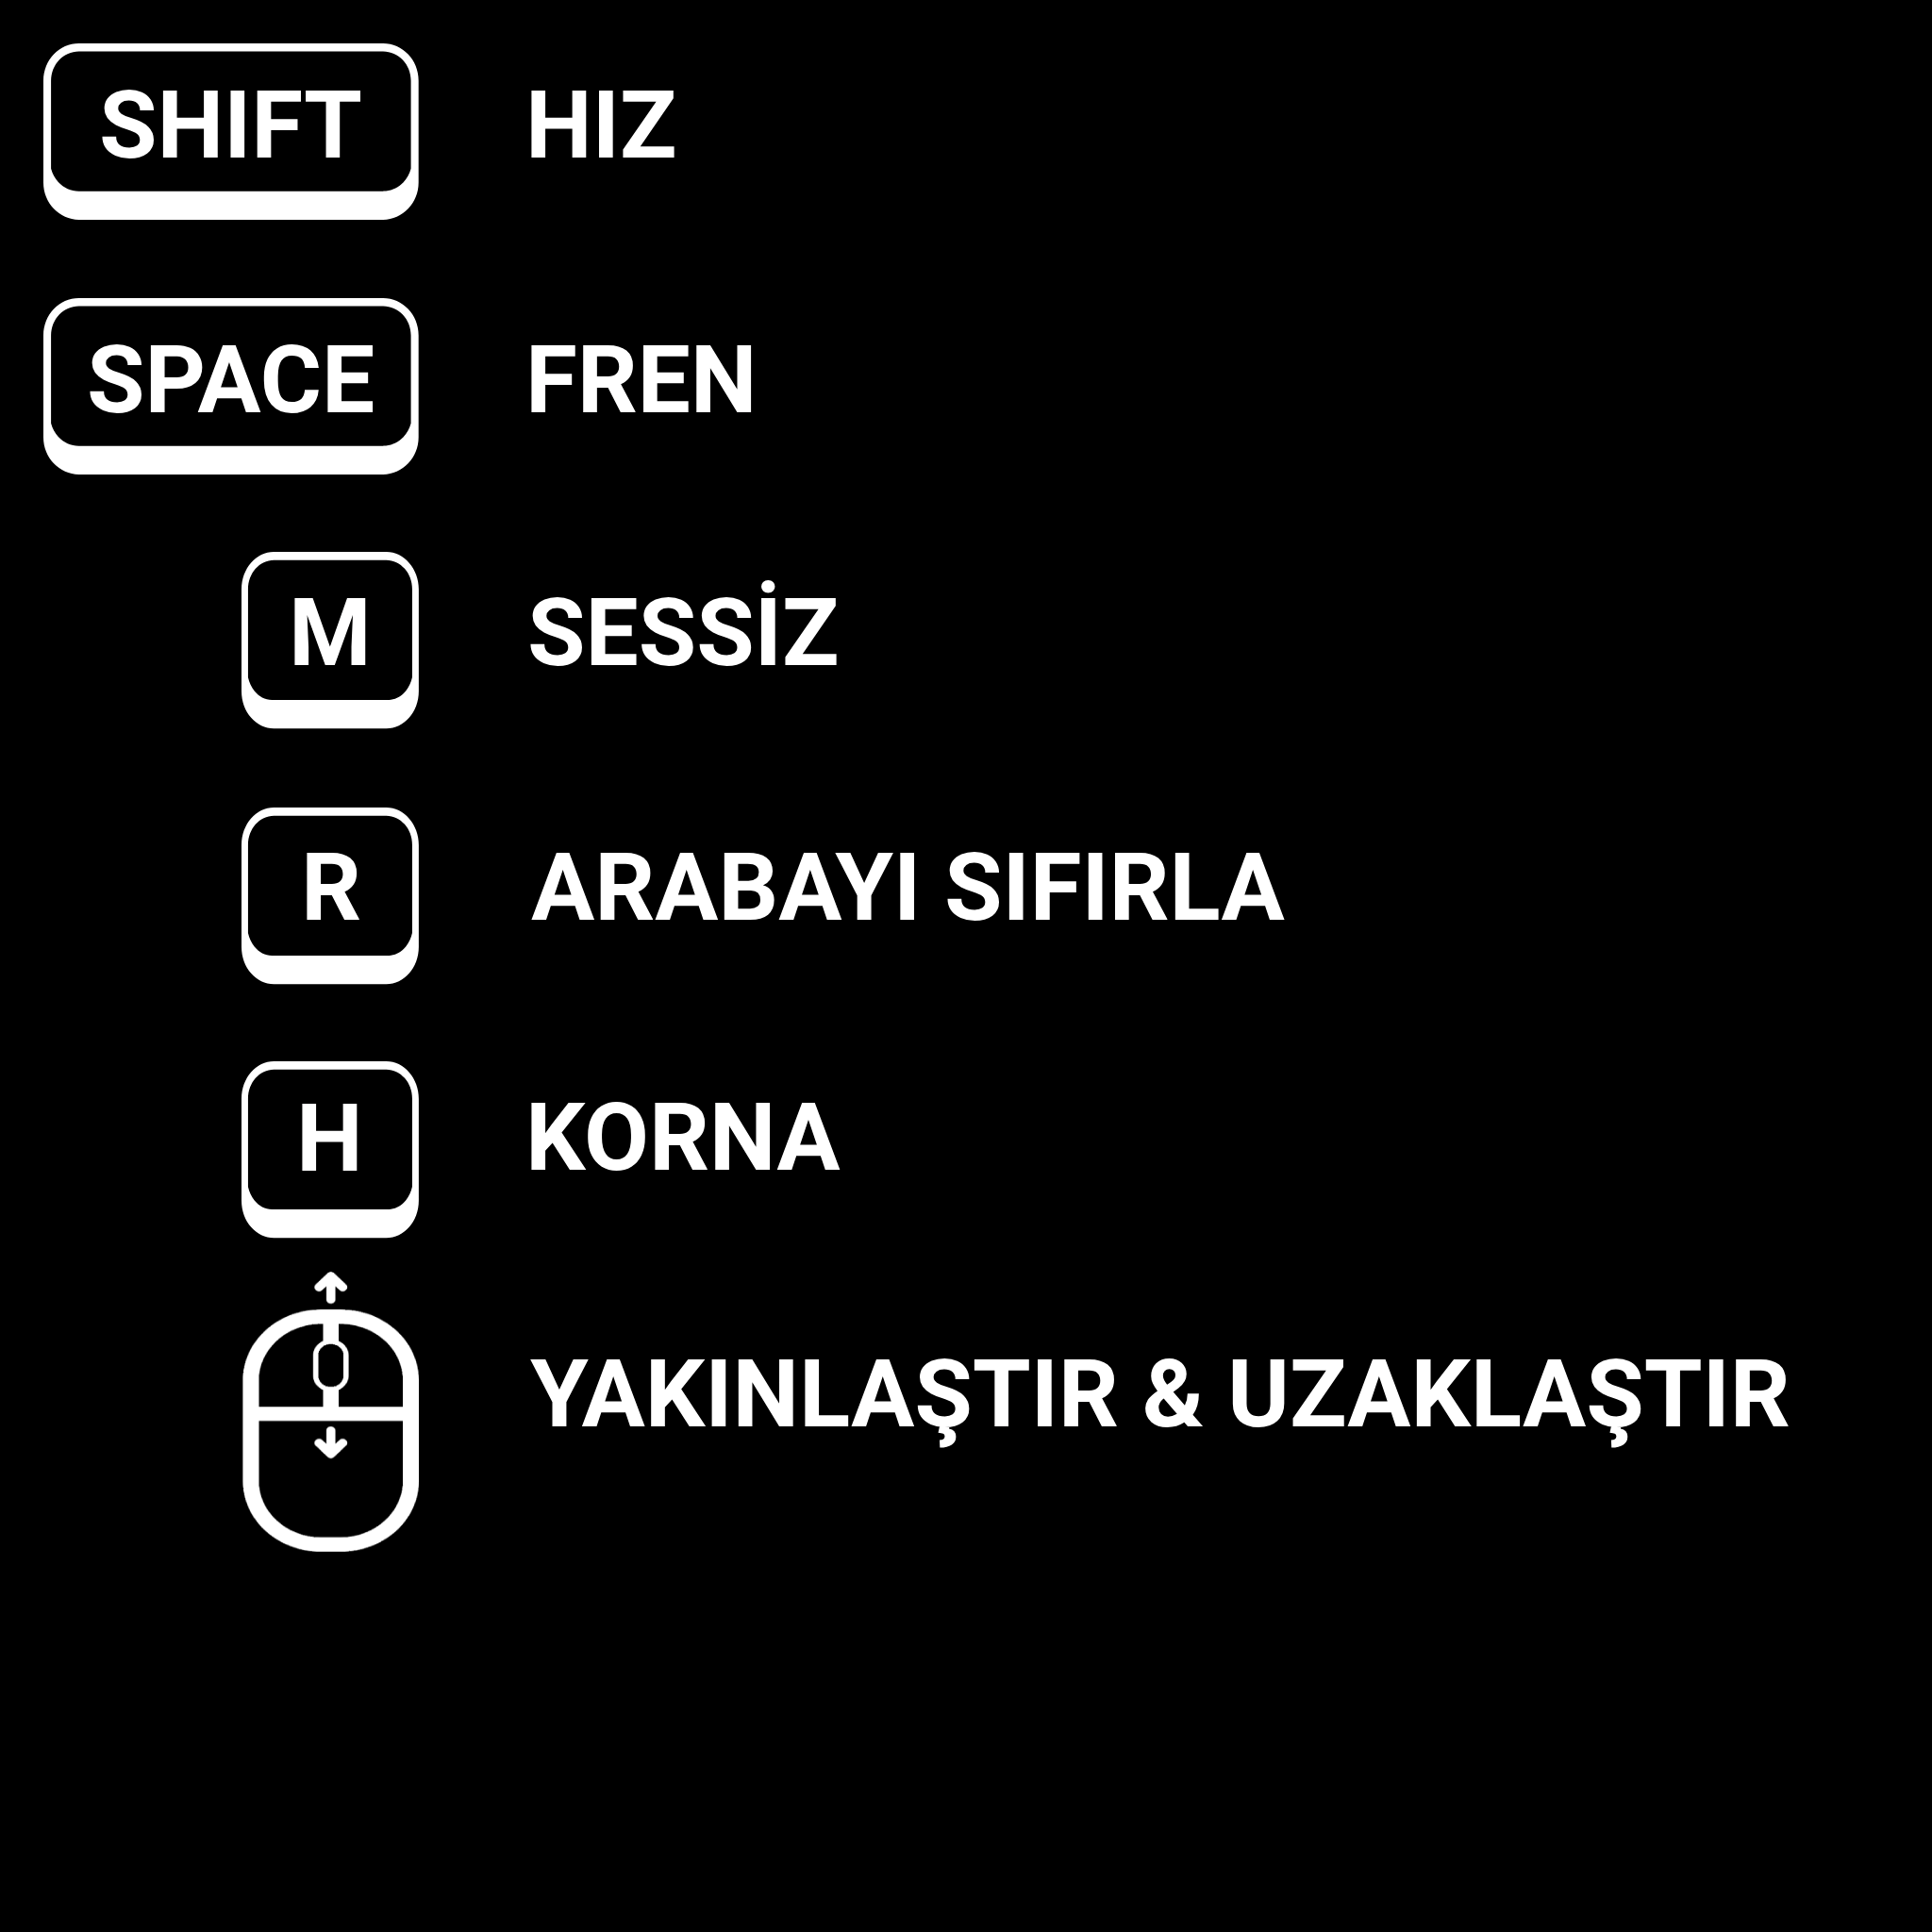 SHIFT HIZ
SPACE FREN
M SESSİZ
R ARABAYI SIFIRLA
H KORNA
YAKINLAŞTIR & UZAKLAŞTIR